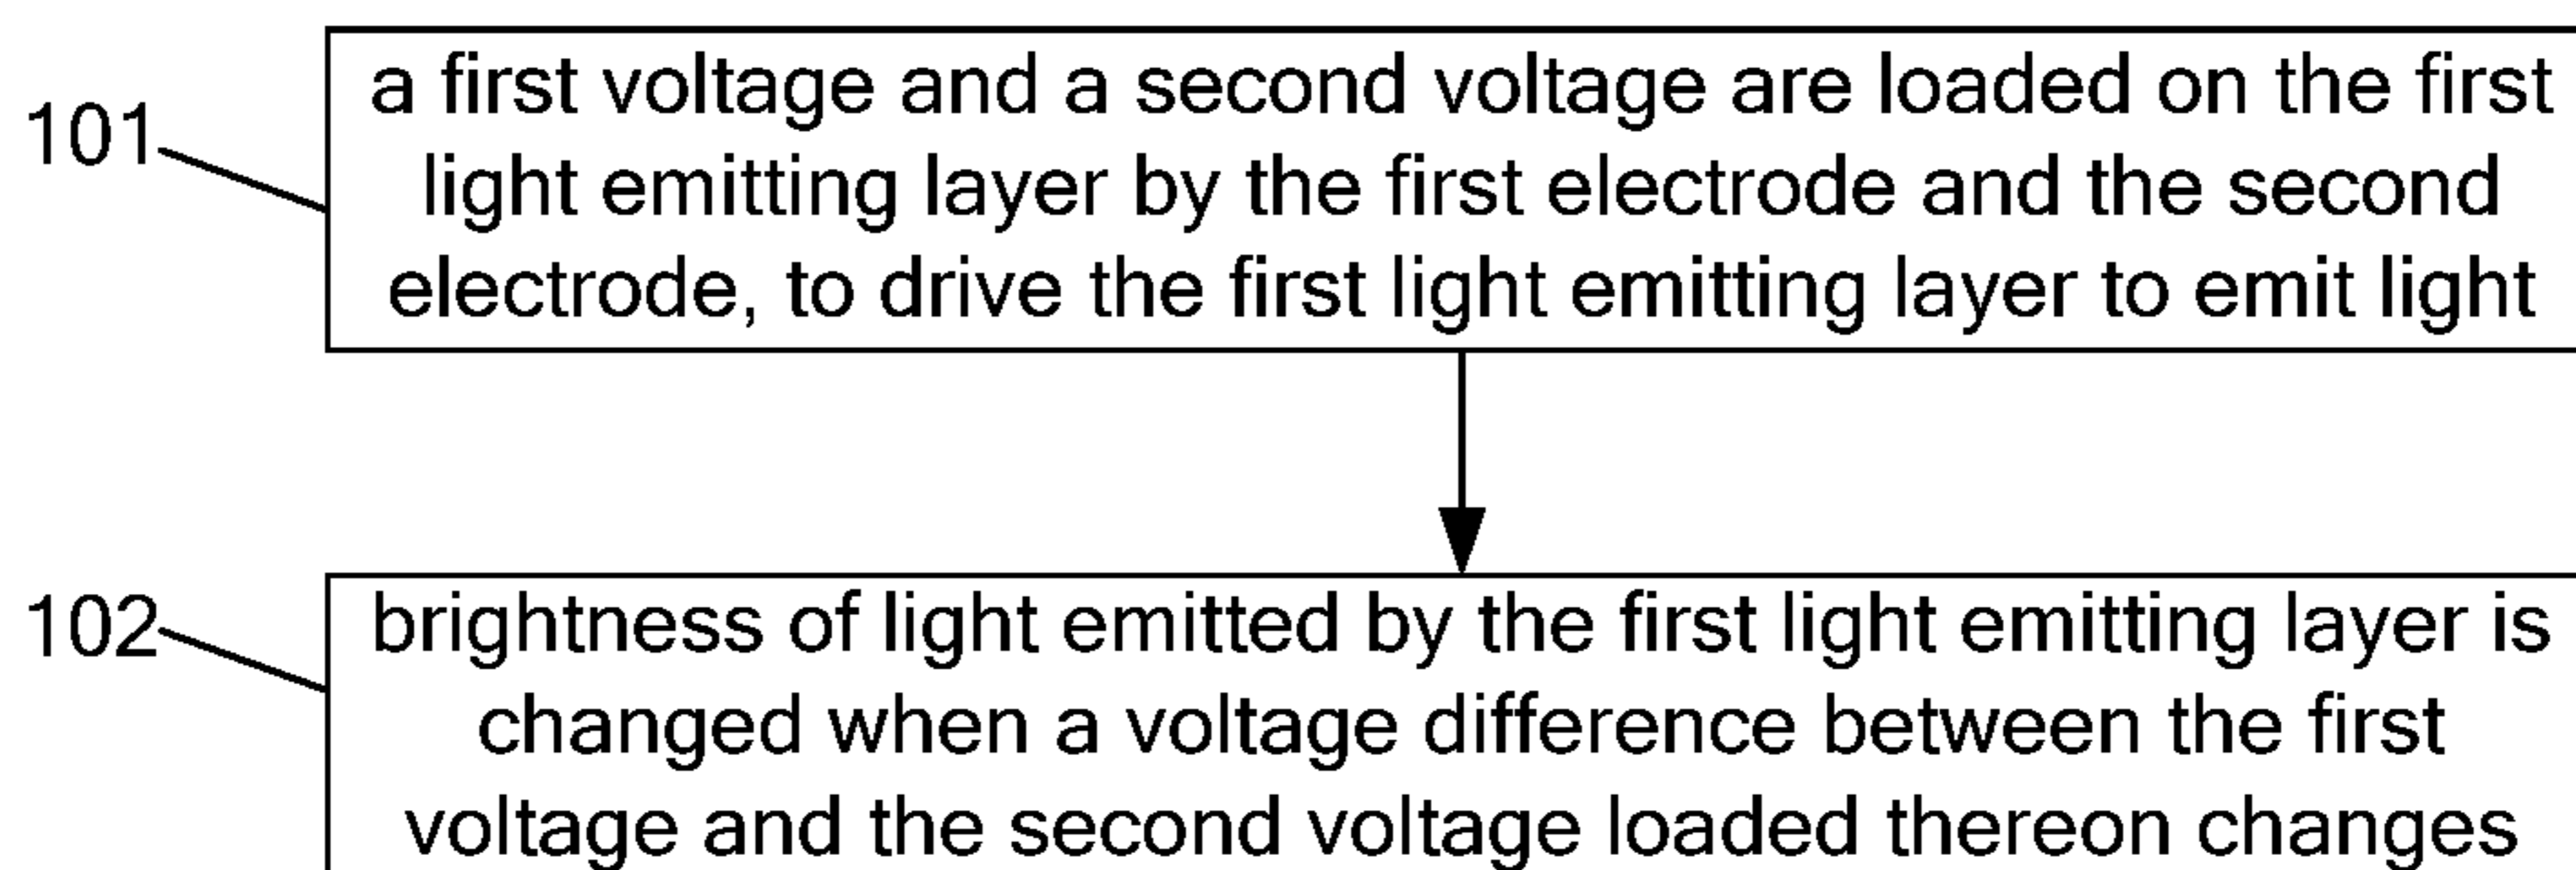 101
a first voltage and a second voltage are loaded on the first
light emitting layer by the first electrode and the second
electrode, to drive the first light emitting layer to emit light
102
brightness of light emitted by the first light emitting layer is
changed when a voltage difference between the first
voltage and the second voltage loaded thereon changes